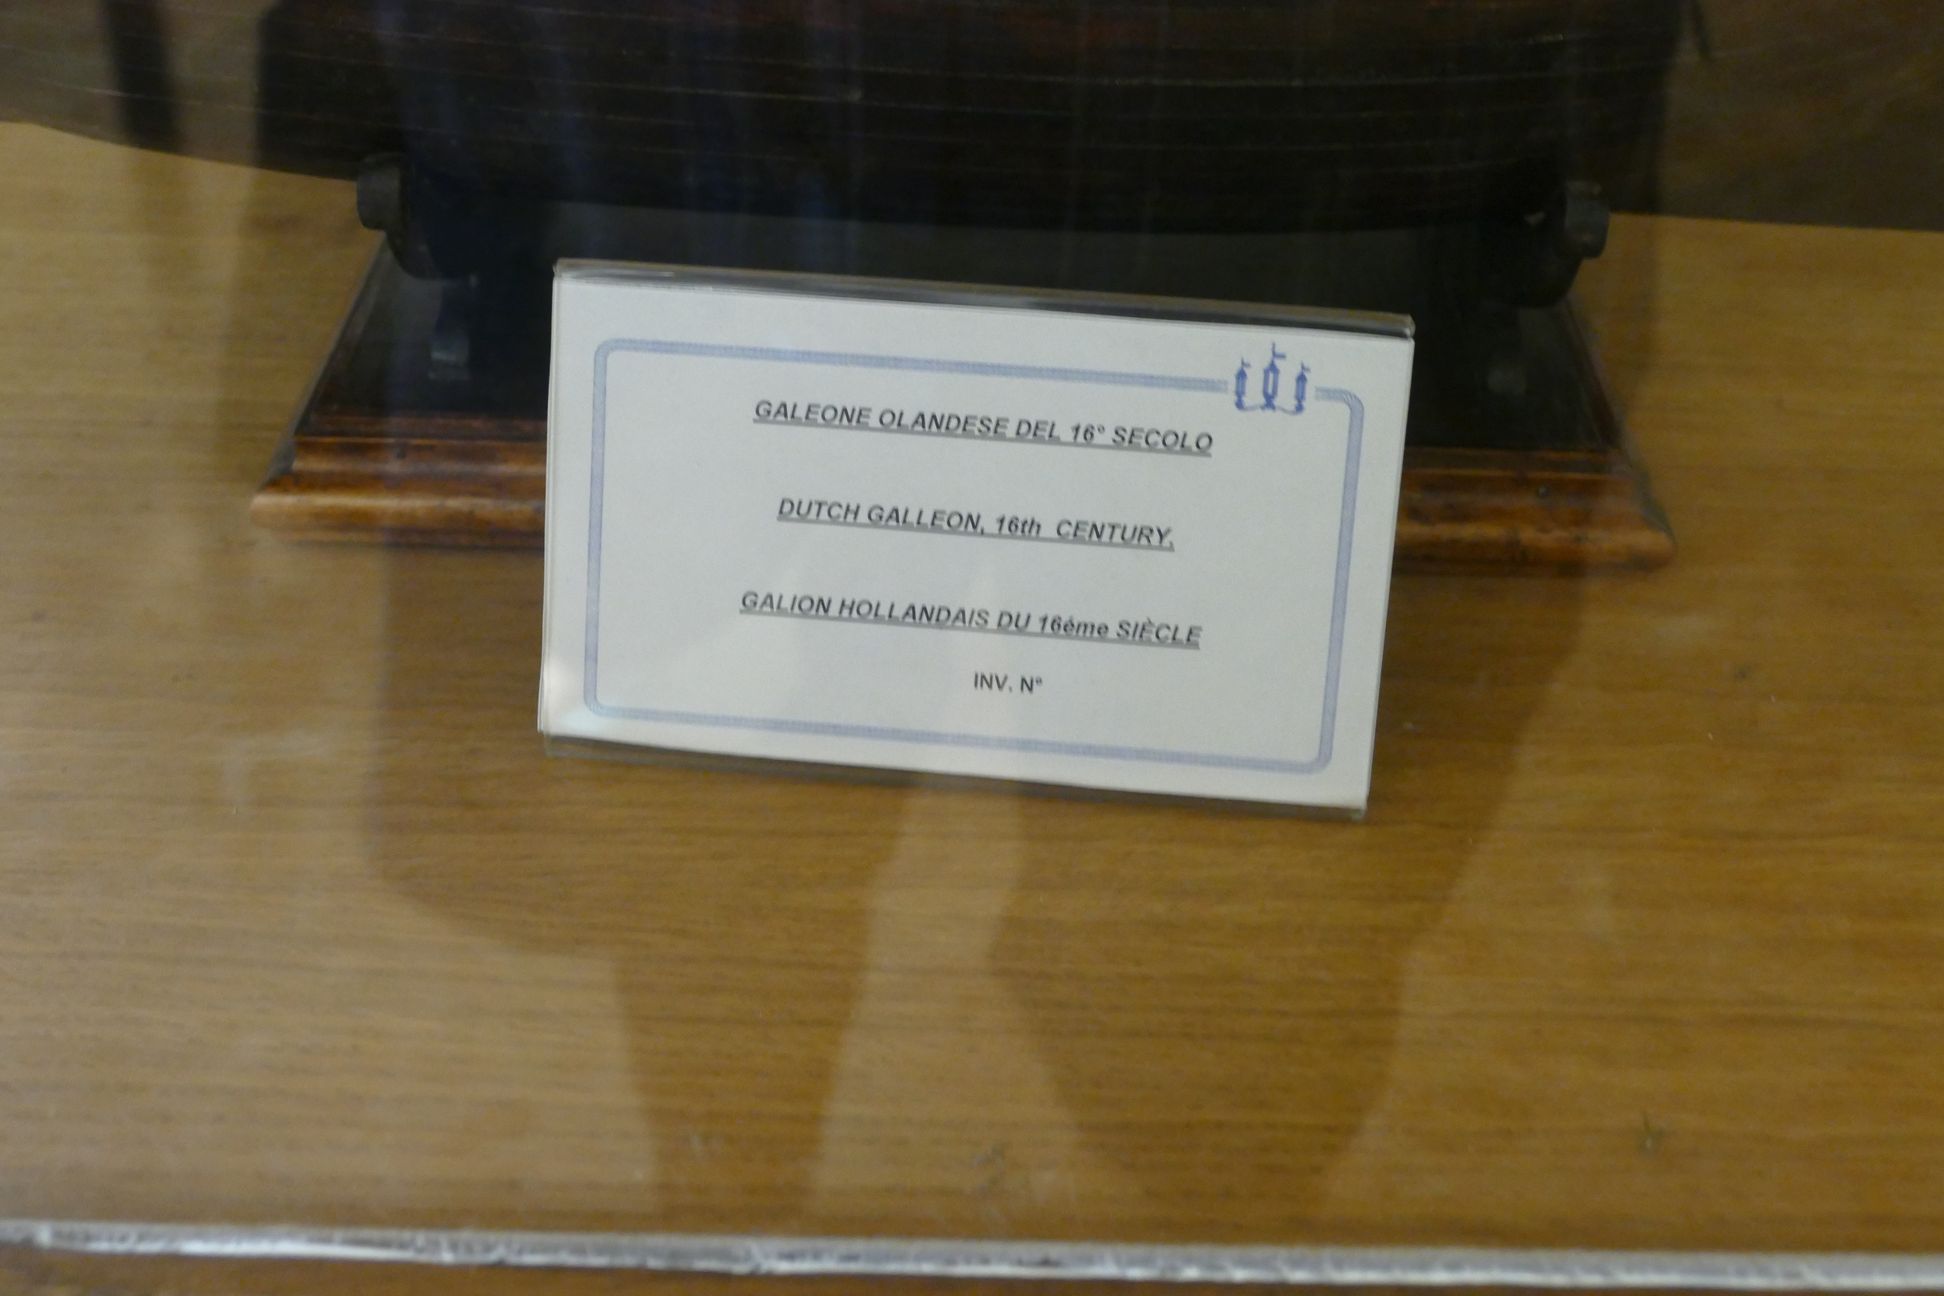 GALEONE OLANDESE DEL 16° SECOLO
DUTCH GALLEON, 16th CENTURY,
GALION HOLLANDAIS DU 16éme SIÈCLE
INV. N°